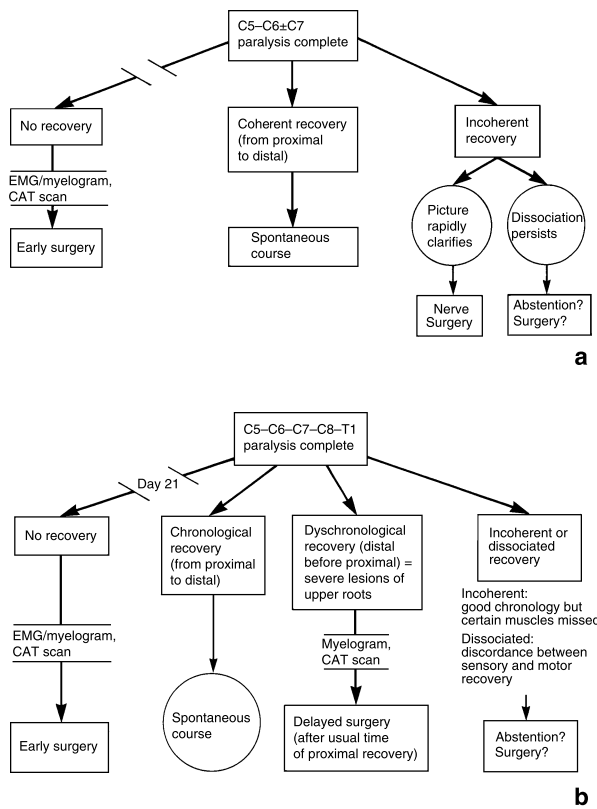 C5–C6±C7
paralysis complete
No recovery
EMG/myelogram,
CAT scan
Early surgery
Coherent recovery
(from proximal
to distal)
Spontaneous
course
Incoherent
recovery
Picture
rapidly
clarifies
Nerve
Surgery
Dissociation
persists
Abstention?
Surgery?
a
C5–C6–C7–C8–T1
paralysis complete
Day 21
No recovery
EMG/myelogram,
CAT scan
Early surgery
Chronological
recovery
(from proximal
to distal)
Spontaneous
course
Dyschronological
recovery (distal
before proximal) =
severe lesions of
upper roots
Myelogram,
CAT scan
Delayed surgery
(after usual time
of proximal recovery)
Incoherent or
dissociated
recovery
Incoherent:
good chronology but
certain muscles missed
Dissociated:
discordance between
sensory and motor
recovery
Abstention?
Surgery?
b